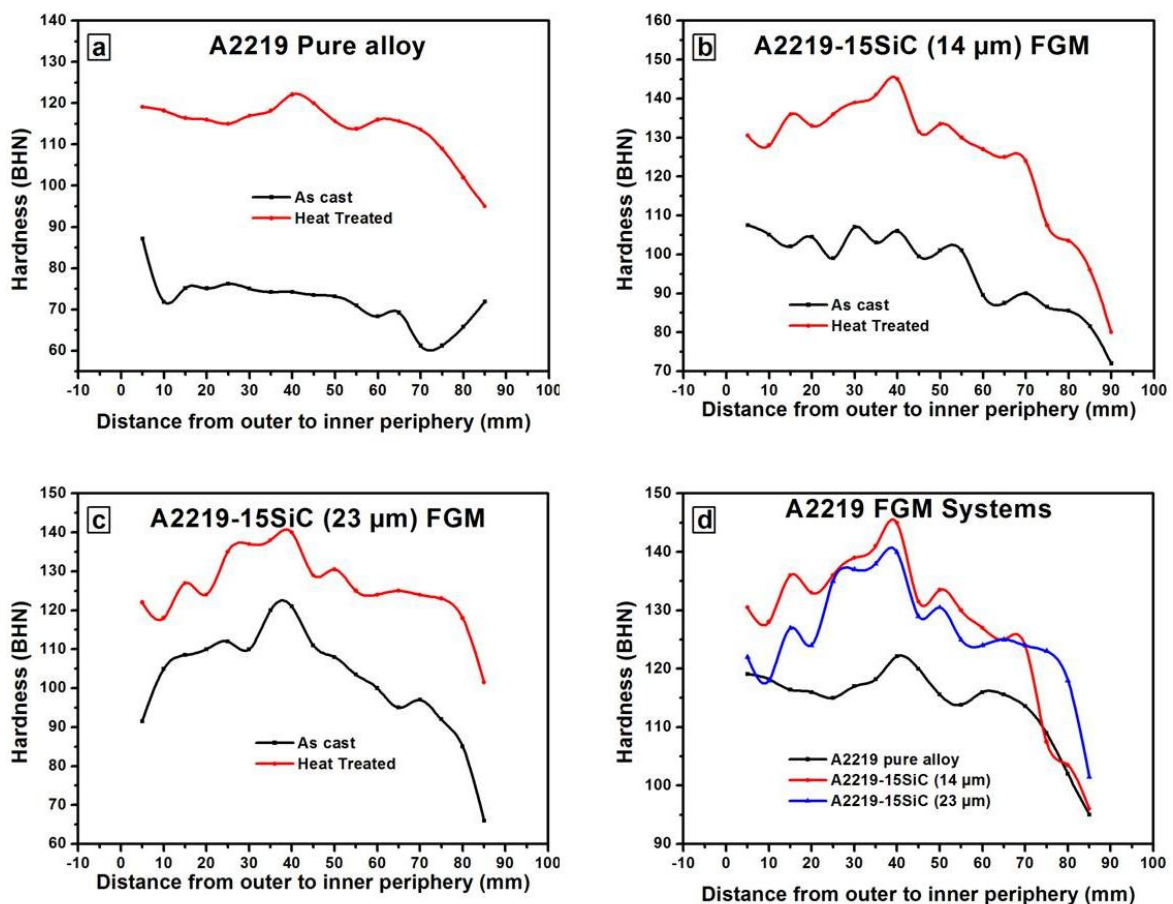 a
A2219 Pure alloy
Hardness (BHN)
140
130
120
110
100
90
80
70
60
As cast
Heat Treated
-10 0 10 20 30 40 50 60 70 80 90 100
Distance from outer to inner periphery (mm)
b
A2219-15SiC (14 µm) FGM
Hardness (BHN)
160
150
140
130
120
110
100
90
80
70
As cast
Heat Treated
-10 0 10 20 30 40 50 60 70 80 90 100
Distance from outer to inner periphery (mm)
c
A2219-15SiC (23 µm) FGM
Hardness (BHN)
150
140
130
120
110
100
90
80
70
60
As cast
Heat Treated
-10 0 10 20 30 40 50 60 70 80 90 100
Distance from outer to inner periphery (mm)
d
A2219 FGM Systems
Hardness (BHN)
150
140
130
120
110
100
90
A2219 pure alloy
A2219-15SiC (14 µm)
A2219-15SiC (23 µm)
-10 0 10 20 30 40 50 60 70 80 90 100
Distance from outer to inner periphery (mm)